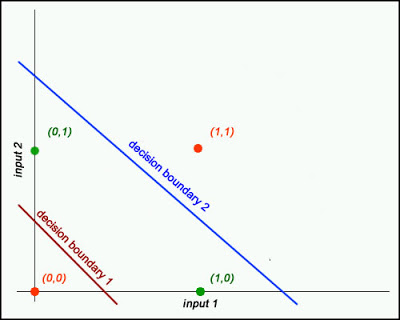 (0,1)
(1,1)
input 2
decision boundary 2
decision boundary 1
(0,0)
(1,0)
input 1